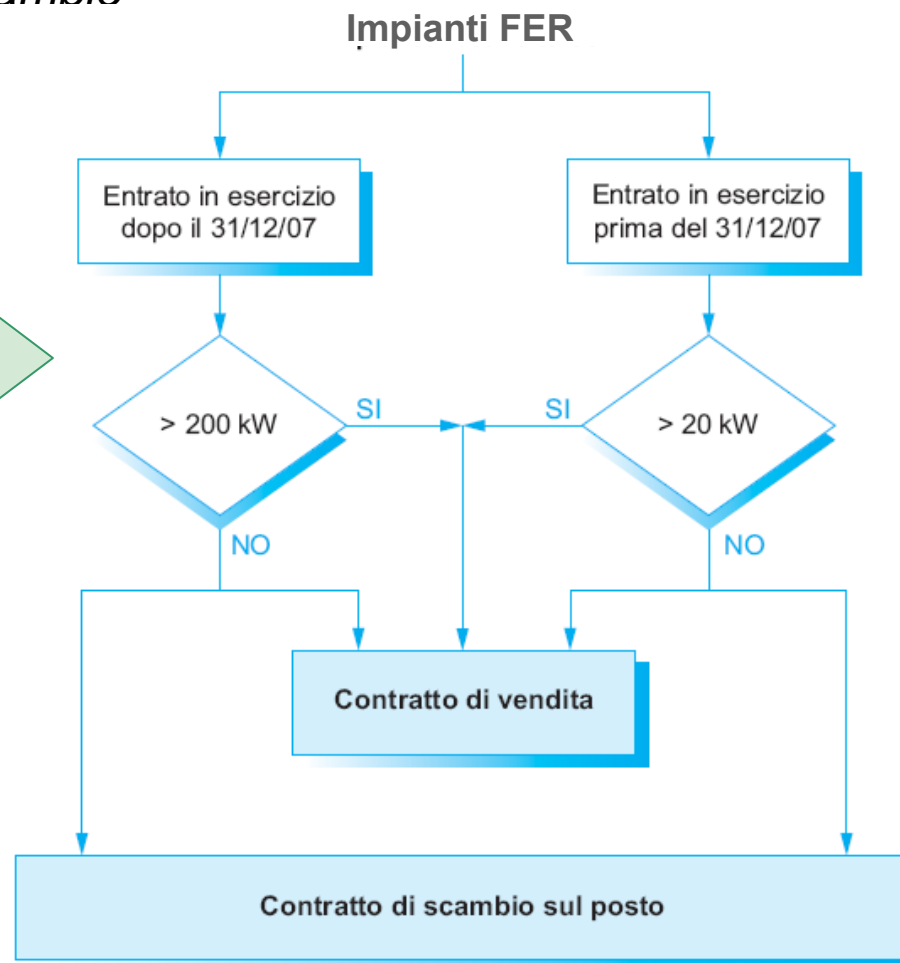 Impianti FER
Entrato in esercizio
dopo il 31/12/07
Entrato in esercizio
prima del 31/12/07
> 200 kW
SI
SI
> 20 kW
NO
NO
Contratto di vendita
Contratto di scambio sul posto